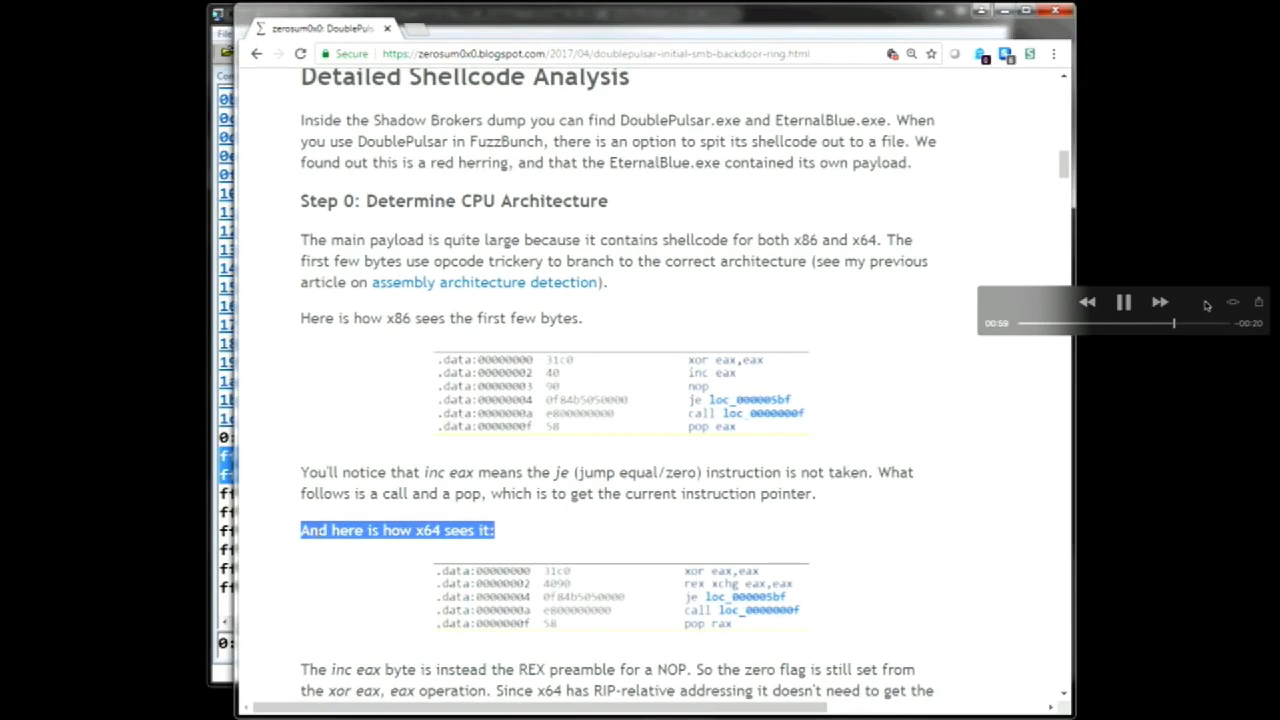 zerosum0x0: DoublePuls
Secure
https://zerosum0x0.blogspot.com/2017/04/doublepulsar-initial-smb-backdoor-ring.html
Detailed Shellcode Analysis
Inside the Shadow Brokers dump you can find DoublePulsar.exe and EternalBlue.exe. When
you use DoublePulsar in FuzzBunch, there is an option to spit its shellcode out to a file. We
found out this is a red herring, and that the EternalBlue.exe contained its own payload.
Step 0: Determine CPU Architecture
The main payload is quite large because it contains shellcode for both x86 and x64. The
first few bytes use opcode trickery to branch to the correct architecture (see my previous
article on assembly architecture detection).
Here is how x86 sees the first few bytes.
.data:00000000 31c0 xor eax,eax
.data:00000002 40 inc eax
.data:00000003 90 nop
.data:00000004 0f84b5050000 je loc_000005bf
.data:0000000a e800000000 call loc_0000000f
.data:0000000f 58 pop eax
You'll notice that inc eax means the je (jump equal/zero) instruction is not taken. What
follows is a call and a pop, which is to get the current instruction pointer.
And here is how x64 sees it:
.data:00000000 31c0 xor eax,eax
.data:00000002 4090 rex xchg eax,eax
.data:00000004 0f84b5050000 je loc_000005bf
.data:0000000a e800000000 call loc_0000000f
.data:0000000f 58 pop rax
The inc eax byte is instead the REX preamble for a NOP. So the zero flag is still set from
the xor eax, eax operation. Since x64 has RIP-relative addressing it doesn't need to get the
00:59
-00:20